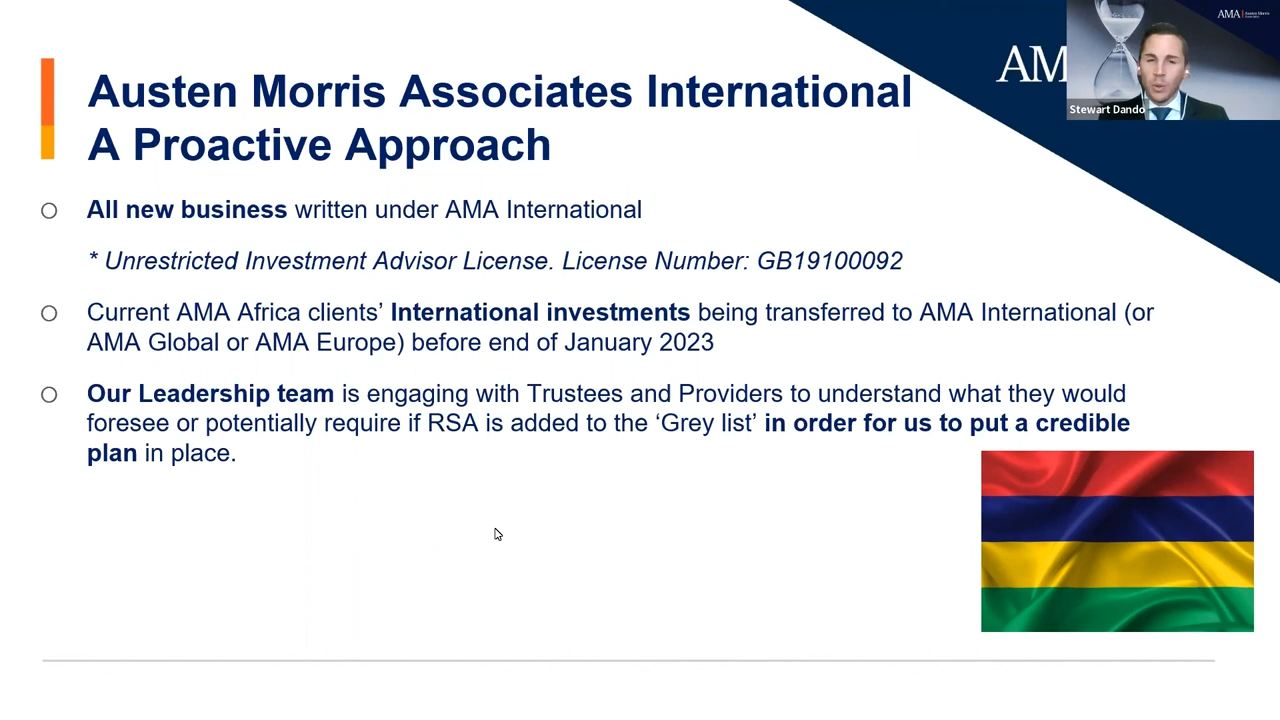 Austen Morris Associates International
A Proactive Approach
AM
AMA | Austen Morris
Stewart Dando
All new business written under AMA International
* Unrestricted Investment Advisor License. License Number: GB19100092
Current AMA Africa clients’ International investments being transferred to AMA International (or
AMA Global or AMA Europe) before end of January 2023
Our Leadership team is engaging with Trustees and Providers to understand what they would
foresee or potentially require if RSA is added to the ‘Grey list’ in order for us to put a credible
plan in place.